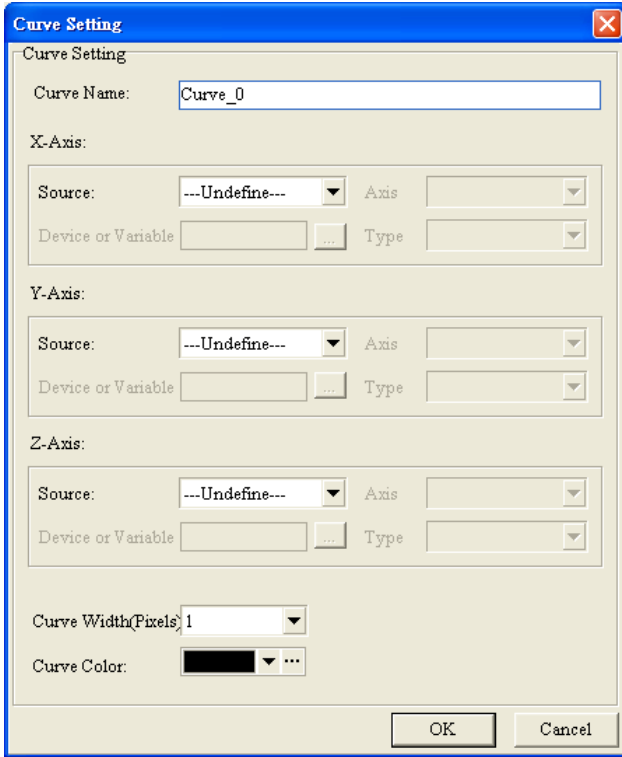 Curve Setting
Curve Setting
Curve Name: Curve_0
X-Axis:
Source: ---Undefine--- Axis
Device or Variable ... Type
Y-Axis:
Source: ---Undefine--- Axis
Device or Variable ... Type
Z-Axis:
Source: ---Undefine--- Axis
Device or Variable ... Type
Curve Width(Pixels) 1
Curve Color: ...
OK Cancel